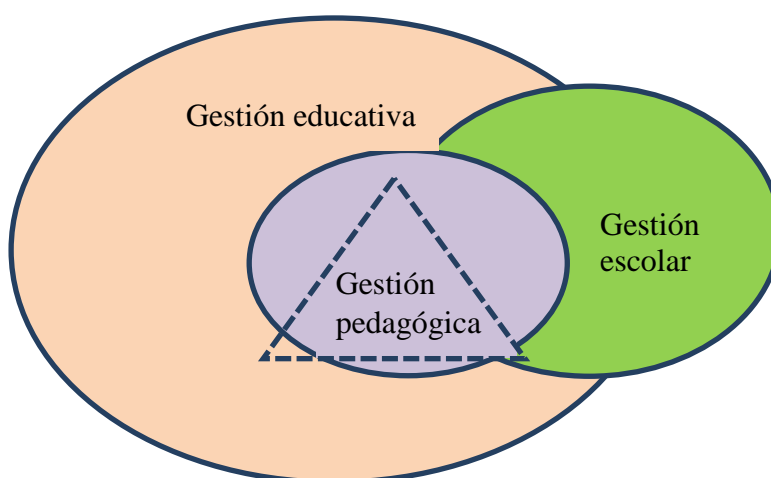 Gestión educativa
Gestión
escolar
Gestión
pedagógica